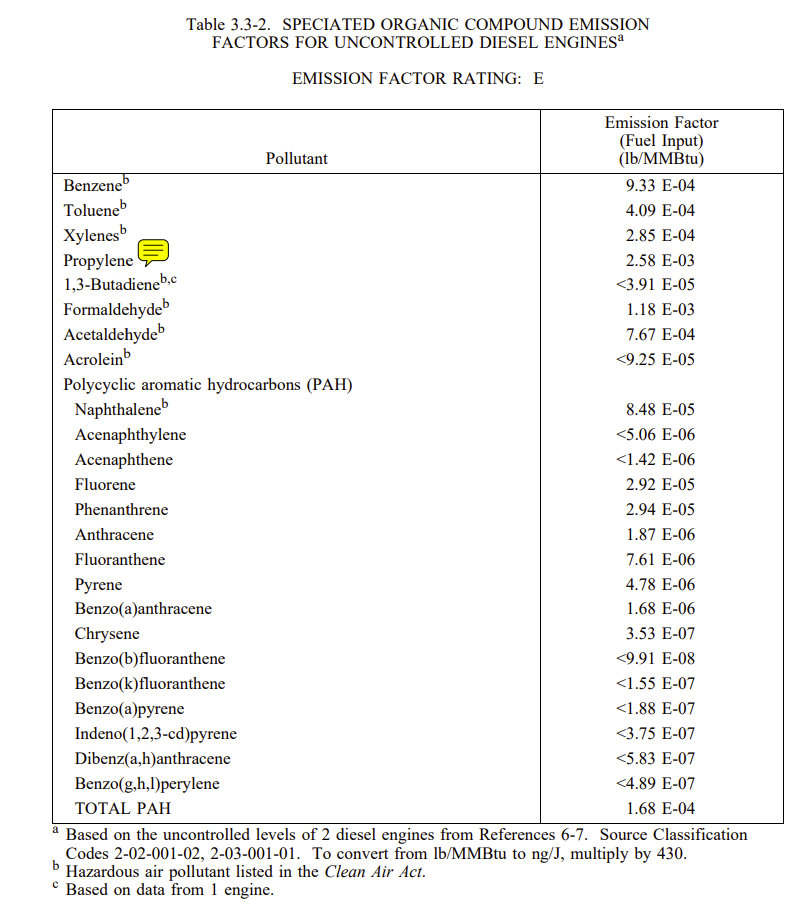 Table 3.3-2. SPECIATED ORGANIC COMPOUND EMISSION
FACTORS FOR UNCONTROLLED DIESEL ENGINESa
EMISSION FACTOR RATING: E
Pollutant Emission Factor
(Fuel Input)
(lb/MMBtu)
Benzeneb 9.33 E-04
Tolueneb 4.09 E-04
Xylenesb 2.85 E-04
Propylene 2.58 E-03
1,3-Butadieneb,c <3.91 E-05
Formaldehydeb 1.18 E-03
Acetaldehydeb 7.67 E-04
Acroleinb <9.25 E-05
Polycyclic aromatic hydrocarbons (PAH)
Naphthaleneb 8.48 E-05
Acenaphthylene <5.06 E-06
Acenaphthene <1.42 E-06
Fluorene 2.92 E-05
Phenanthrene 2.94 E-05
Anthracene 1.87 E-06
Fluoranthene 7.61 E-06
Pyrene 4.78 E-06
Benzo(a)anthracene 1.68 E-06
Chrysene 3.53 E-07
Benzo(b)fluoranthene <9.91 E-08
Benzo(k)fluoranthene <1.55 E-07
Benzo(a)pyrene <1.88 E-07
Indeno(1,2,3-cd)pyrene <3.75 E-07
Dibenz(a,h)anthracene <5.83 E-07
Benzo(g,h,l)perylene <4.89 E-07
TOTAL PAH 1.68 E-04
a Based on the uncontrolled levels of 2 diesel engines from References 6-7. Source Classification
Codes 2-02-001-02, 2-03-001-01. To convert from lb/MMBtu to ng/J, multiply by 430.
b Hazardous air pollutant listed in the Clean Air Act.
c Based on data from 1 engine.